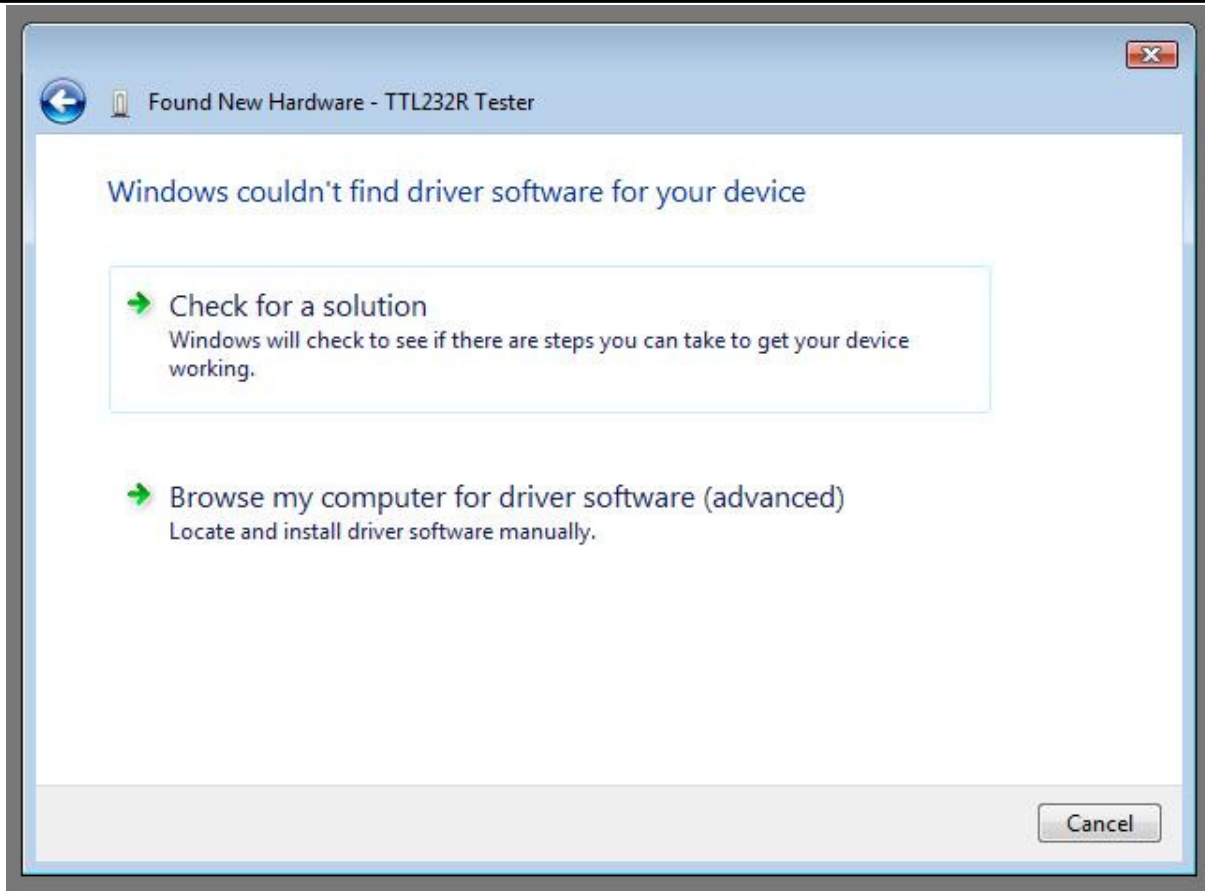 Found New Hardware - TTL232R Tester
Windows couldn't find driver software for your device
Check for a solution
Windows will check to see if there are steps you can take to get your device
working.
Browse my computer for driver software (advanced)
Locate and install driver software manually.
Cancel